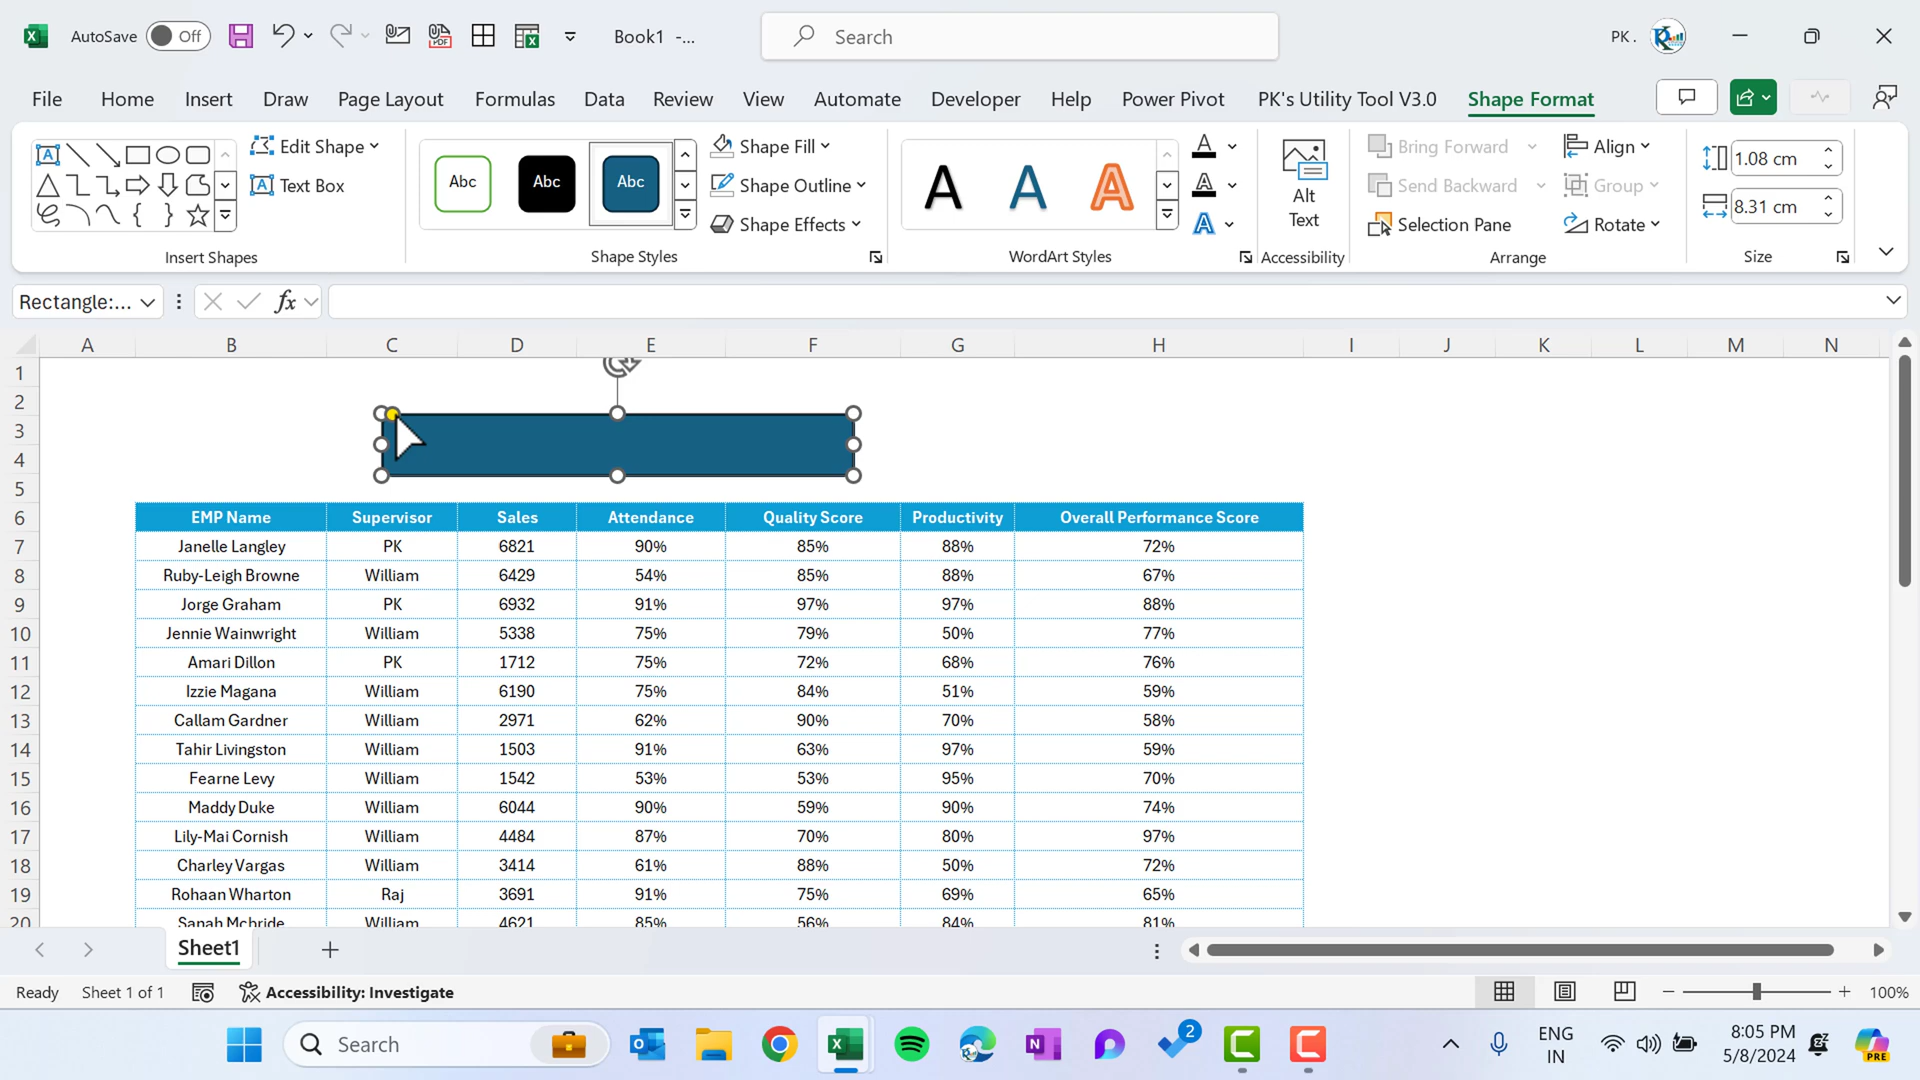 AutoSave Off Book1 -... Search PK .
File Home Insert Draw Page Layout Formulas Data Review View Automate Developer Help Power Pivot PK's Utility Tool V3.0 Shape Format
Edit Shape
Text Box
Insert Shapes
Abc Abc Abc
Shape Fill
Shape Outline
Shape Effects
Shape Styles
A A A
WordArt Styles
Alt
Text
Accessibility
Bring Forward
Send Backward
Selection Pane
Align
Group
Rotate
Arrange
1.08 cm
8.31 cm
Size
Rectangle:... fx
A B C D E F G H I J K L M N
1
2
3
4
5
6 EMP Name Supervisor Sales Attendance Quality Score Productivity Overall Performance Score
7 Janelle Langley PK 6821 90% 85% 88% 72%
8 Ruby-Leigh Browne William 6429 54% 85% 88% 67%
9 Jorge Graham PK 6932 91% 97% 97% 88%
10 Jennie Wainwright William 5338 75% 79% 50% 77%
11 Amari Dillon PK 1712 75% 72% 68% 76%
12 Izzie Magana William 6190 75% 84% 51% 59%
13 Callam Gardner William 2971 62% 90% 70% 58%
14 Tahir Livingston William 1503 91% 63% 97% 59%
15 Fearne Levy William 1542 53% 53% 95% 70%
16 Maddy Duke William 6044 90% 59% 90% 74%
17 Lily-Mai Cornish William 4484 87% 70% 80% 97%
18 Charley Vargas William 3414 61% 88% 50% 72%
19 Rohaan Wharton Raj 3691 91% 75% 69% 65%
20 Sanah Mcbride William 4621 85% 56% 84% 81%
Sheet1
Ready Sheet 1 of 1 Accessibility: Investigate 100%
Search 2 ENG 8:05 PM
IN 5/8/2024 PRE